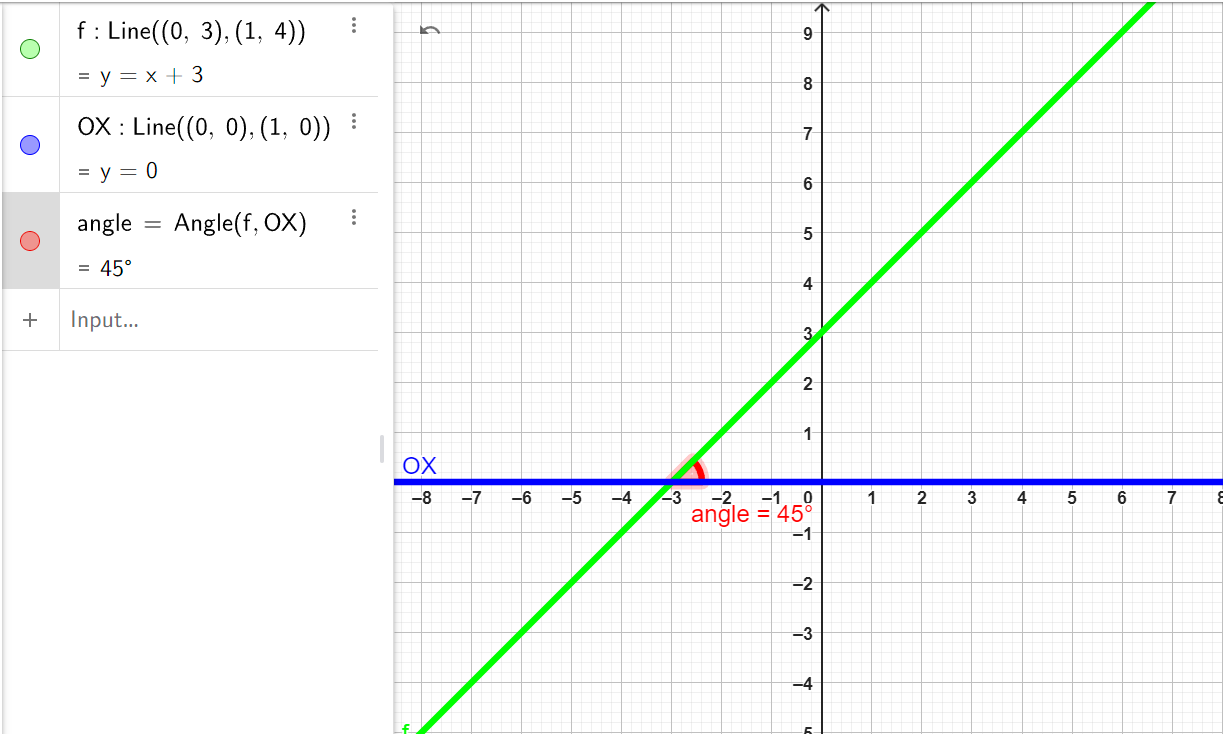 f : Line((0, 3), (1, 4))
= y = x + 3
OX : Line((0, 0), (1, 0))
= y = 0
angle = Angle(f, OX)
= 45°
+ Input...
9
8
7
6
5
4
3
2
1
OX
–8 –7 –6 –5 –4 –3 –2 –1 0 1 2 3 4 5 6 7 8
angle = 45°
–1
–2
–3
–4
f
5